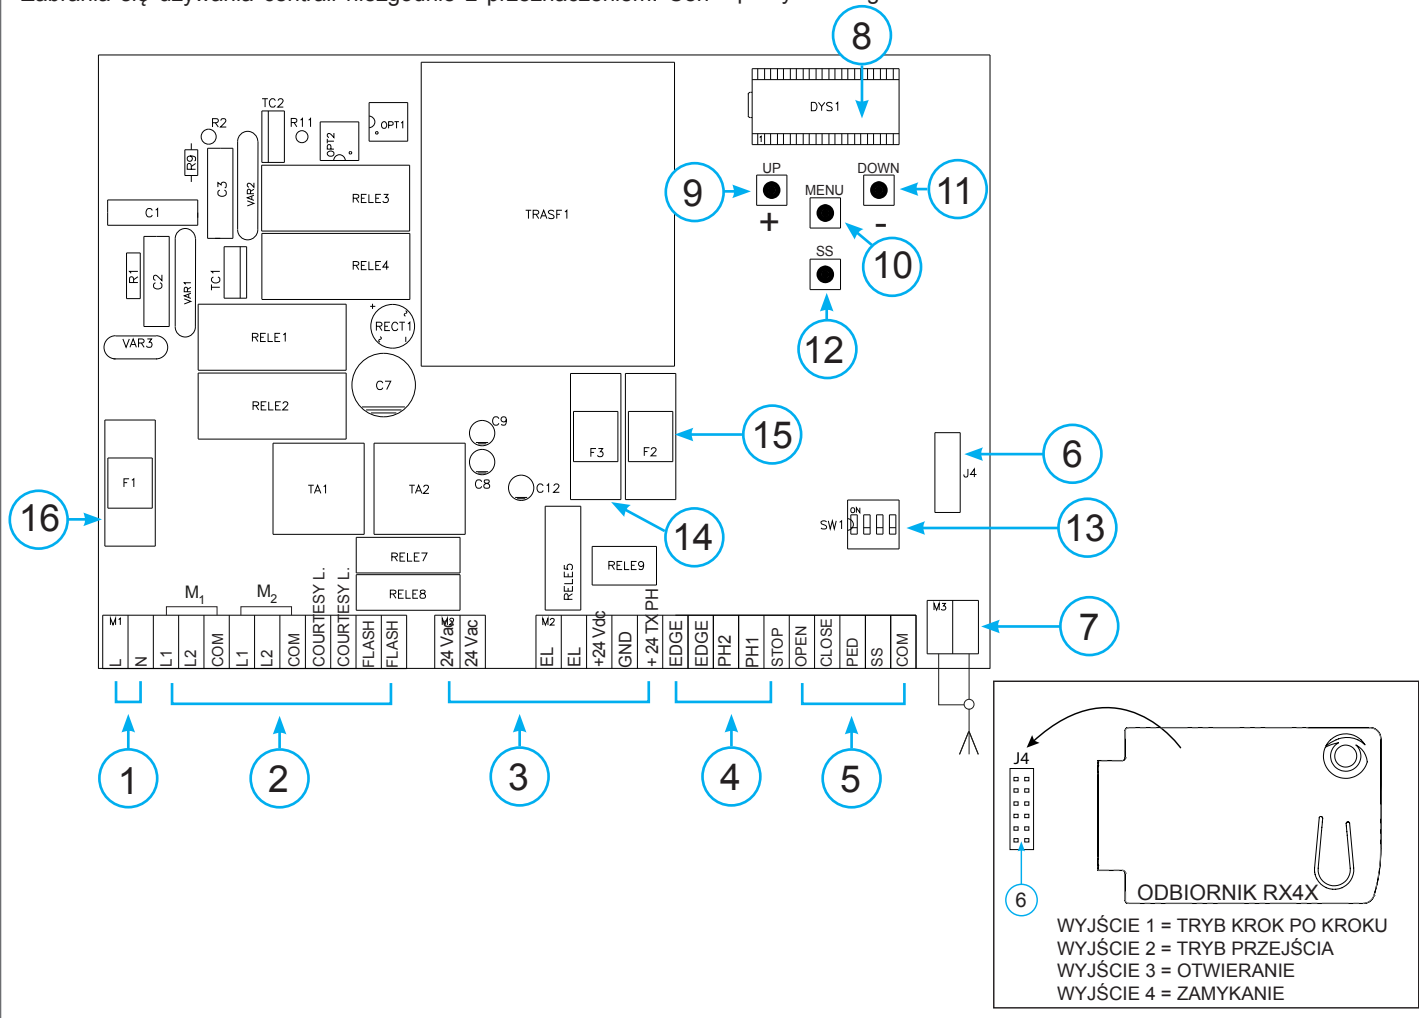 8
DYS1
1
UP
DOWN
9
MENU
11
+
-
SS
10
12
TC2
R2
R11
OPT2
OPT1
R9
C3
VAR2
RELE3
TRASF1
C1
RELE4
R1
C2
VAR1
TC1
+
RECT1
VAR3
RELE1
C7
RELE2
C9
15
F3
F2
6
J4
F1
TA1
TA2
C8
C12
16
14
ON
SW1
13
RELE7
RELE5
RELE9
RELE8
M1
M2
M1
L
N
L1
L2
COM
L1
L2
COM
COURTESY L.
COURTESY L.
FLASH
FLASH
M2
24 Vac
24 Vac
M2
EL
EL
+24 Vdc
GND
+ 24 TX PH
EDGE
EDGE
PH2
PH1
STOP
OPEN
CLOSE
PED
SS
COM
M3
7
1
2
3
4
5
J4
6
ODBIORNIK RX4X
WYJŚCIE 1 = TRYB KROK PO KROKU
WYJŚCIE 2 = TRYB PRZEJŚCIA
WYJŚCIE 3 = OTWIERANIE
WYJŚCIE 4 = ZAMYKANIE